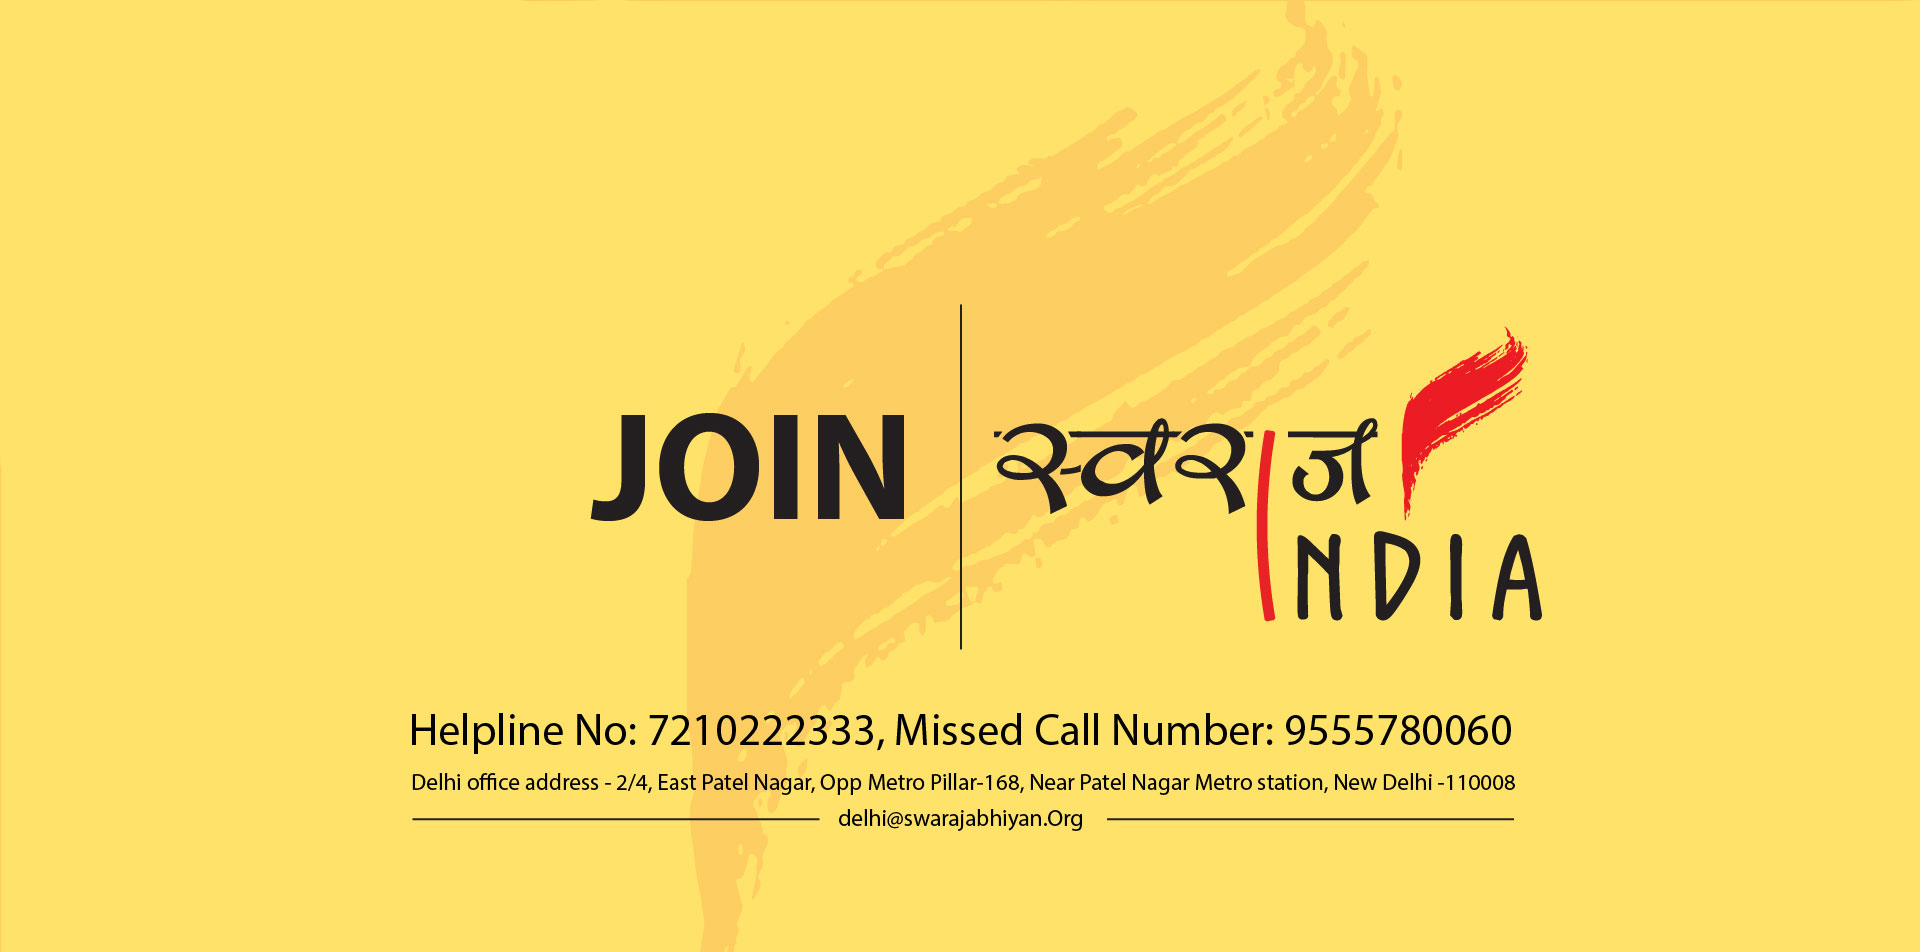 JOIN
स्वराज
INDIA
Helpline No: 7210222333, Missed Call Number: 9555780060
Delhi office address - 2/4, East Patel Nagar, Opp Metro Pillar-168, Near Patel Nagar Metro station, New Delhi -110008
delhi@swarajabhiyan.Org